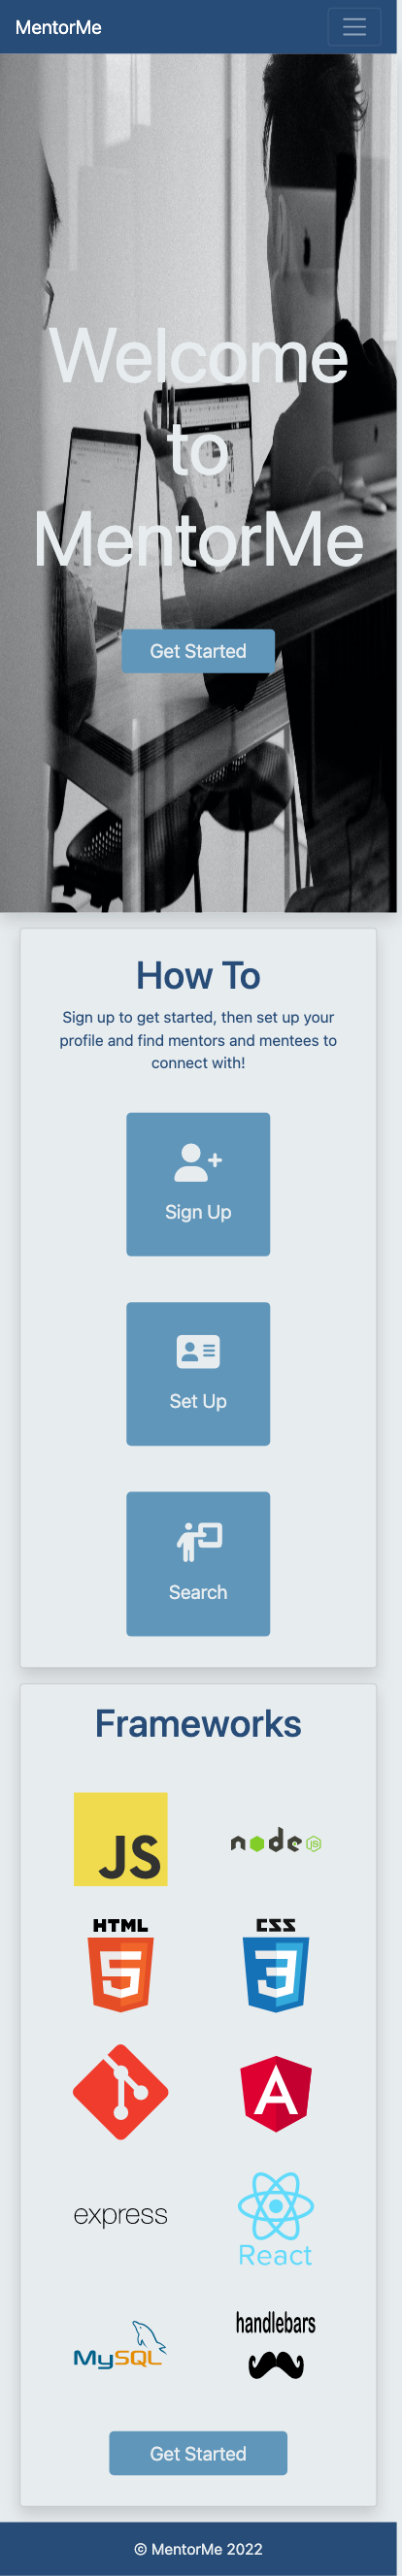 MentorMe
Welcome
to
MentorMe
Get Started
How To
Sign up to get started, then set up your
profile and find mentors and mentees to
connect with!
Sign Up
Set Up
Search
Frameworks
JS
node JS
HTML CSS
5 3
A
express
React
MySQL
handlebars
Get Started
© MentorMe 2022